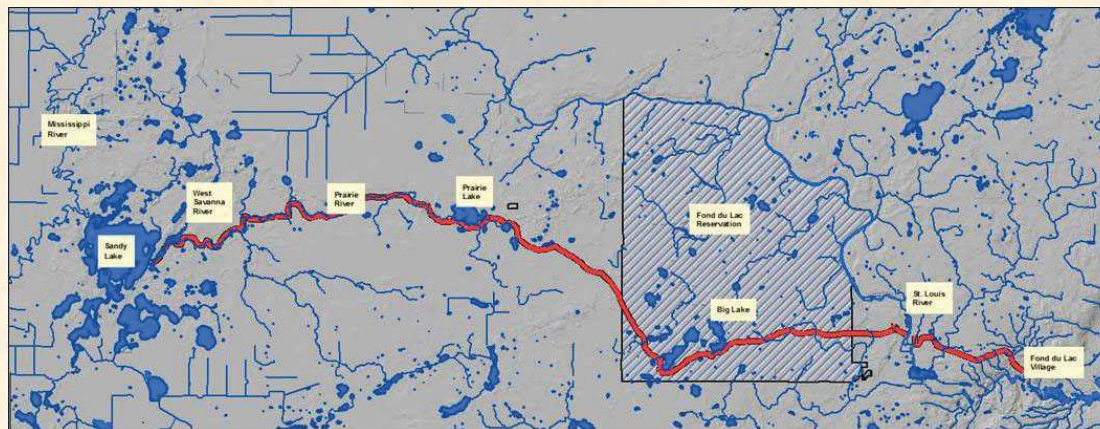 Mississippi
River
West
Savanna
River
Sandy
Lake
Prairie
River
Prairie
Lake
Fond du Lac
Reservation
Big Lake
St. Louis
River
Fond du Lac
Village